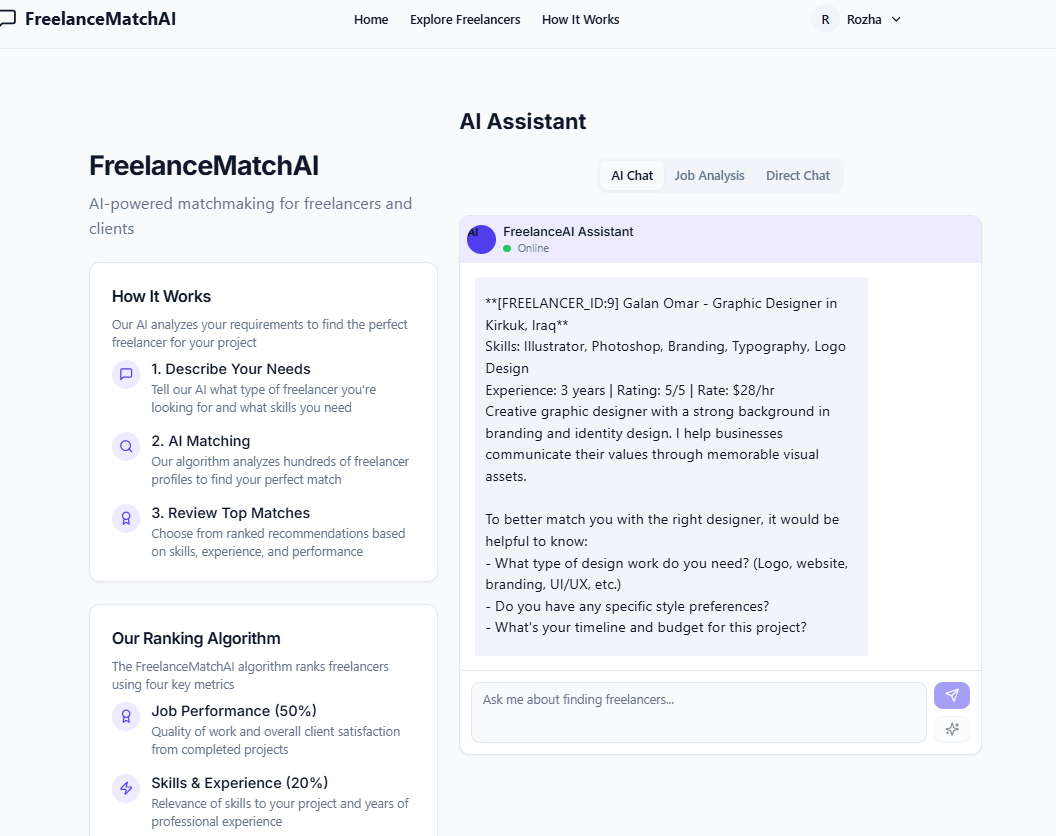 FreelanceMatchAI
Home
Explore Freelancers
How It Works
R
Rozha
FreelanceMatchAI
AI-powered matchmaking for freelancers and
clients
How It Works
Our AI analyzes your requirements to find the perfect
freelancer for your project
1. Describe Your Needs
Tell our AI what type of freelancer you're
looking for and what skills you need
2. AI Matching
Our algorithm analyzes hundreds of freelancer
profiles to find your perfect match
3. Review Top Matches
Choose from ranked recommendations based
on skills, experience, and performance
Our Ranking Algorithm
The FreelanceMatchAI algorithm ranks freelancers
using four key metrics
Job Performance (50%)
Quality of work and overall client satisfaction
from completed projects
Skills & Experience (20%)
Relevance of skills to your project and years of
professional experience
AI Assistant
AI Chat
Job Analysis
Direct Chat
AI
FreelanceAI Assistant
Online
**[FREELANCER_ID:9] Galan Omar - Graphic Designer in
Kirkuk, Iraq**
Skills: Illustrator, Photoshop, Branding, Typography, Logo
Design
Experience: 3 years | Rating: 5/5 | Rate: $28/hr
Creative graphic designer with a strong background in
branding and identity design. I help businesses
communicate their values through memorable visual
assets.
To better match you with the right designer, it would be
helpful to know:
- What type of design work do you need? (Logo, website,
branding, UI/UX, etc.)
- Do you have any specific style preferences?
- What's your timeline and budget for this project?
Ask me about finding freelancers...